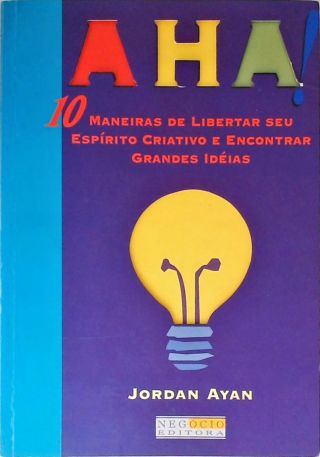 AHA!
10 MANEIRAS DE LIBERTAR SEU
ESPÍRITO CRIATIVO E ENCONTRAR
GRANDES IDÉIAS
JORDAN AYAN
NEGÓCIO
EDITORA